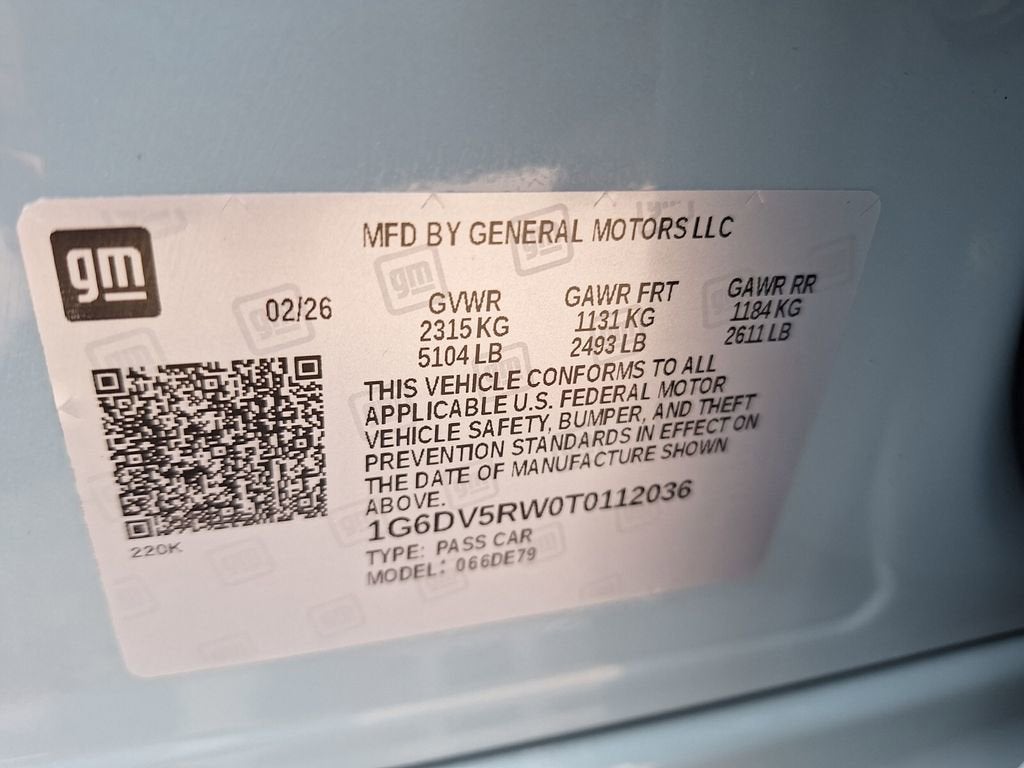 gm
MFD BY GENERAL MOTORS LLC
02/26
GVWR
2315 KG
5104 LB
GAWR FRT
1131 KG
2493 LB
GAWR RR
1184 KG
2611 LB
THIS VEHICLE CONFORMS TO ALL
APPLICABLE U.S. FEDERAL MOTOR
VEHICLE SAFETY, BUMPER, AND THEFT
PREVENTION STANDARDS IN EFFECT ON
THE DATE OF MANUFACTURE SHOWN
ABOVE.
1G6DV5RW0T0112036
TYPE: PASS CAR
MODEL: 066DE79
220K